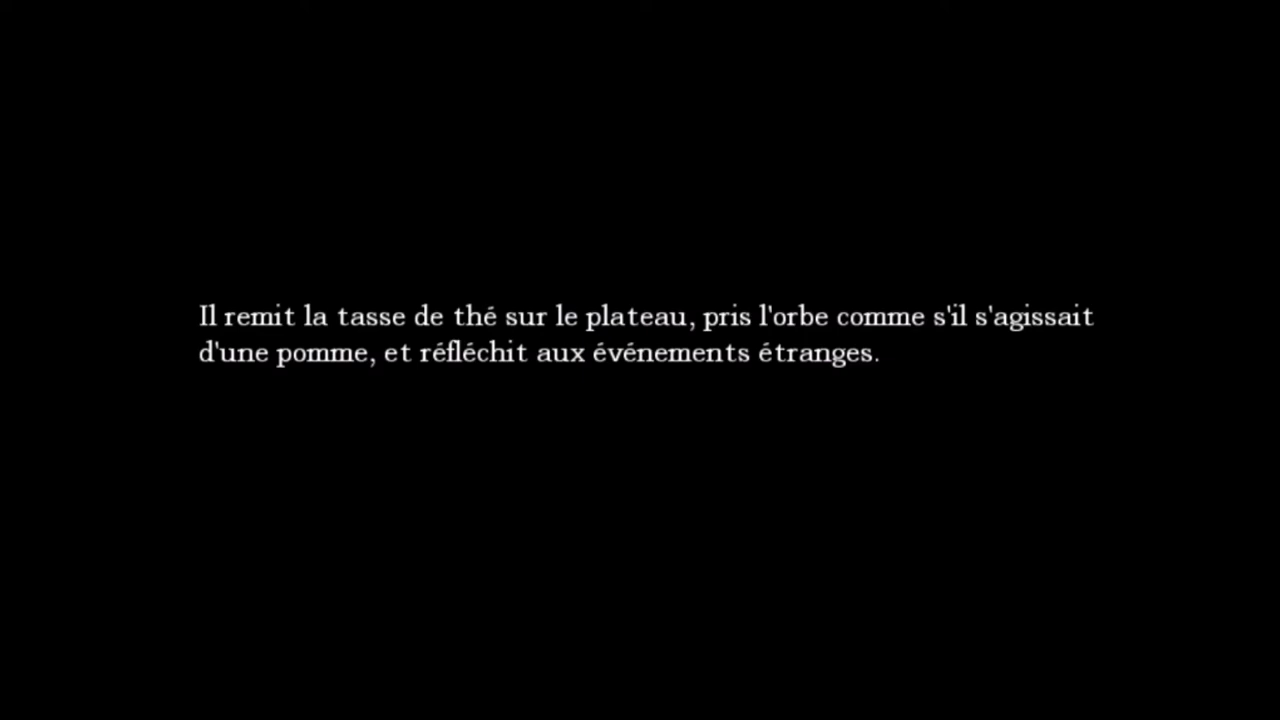 Il remit la tasse de thé sur le plateau, pris l'orbe comme s'il s'agissait
d'une pomme, et réfléchit aux événements étranges.